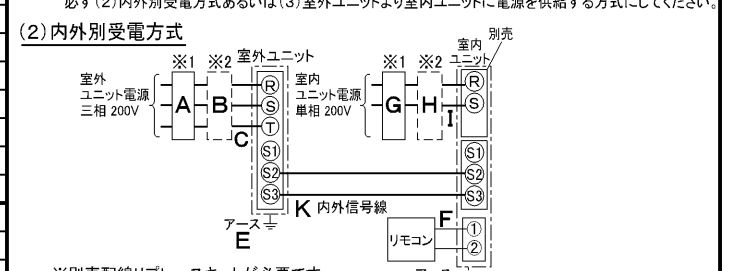 必ず(2)内外別受電方式あるいは(3)室外ユニットより室内ユニットに電源を供給する方式にしてください。
(2)内外別受電方式
※1 ※2 室外ユニット
室外
ユニット電源
三相 200V
A B C
R
S
T
S1
S2
S3
アース
E
※1 ※2
室内
ユニット電源
単相 200V
G H I
室内
ユニット
別売
R
S
S1
S2
S3
K 内外信号線
F
リモコン
1
2